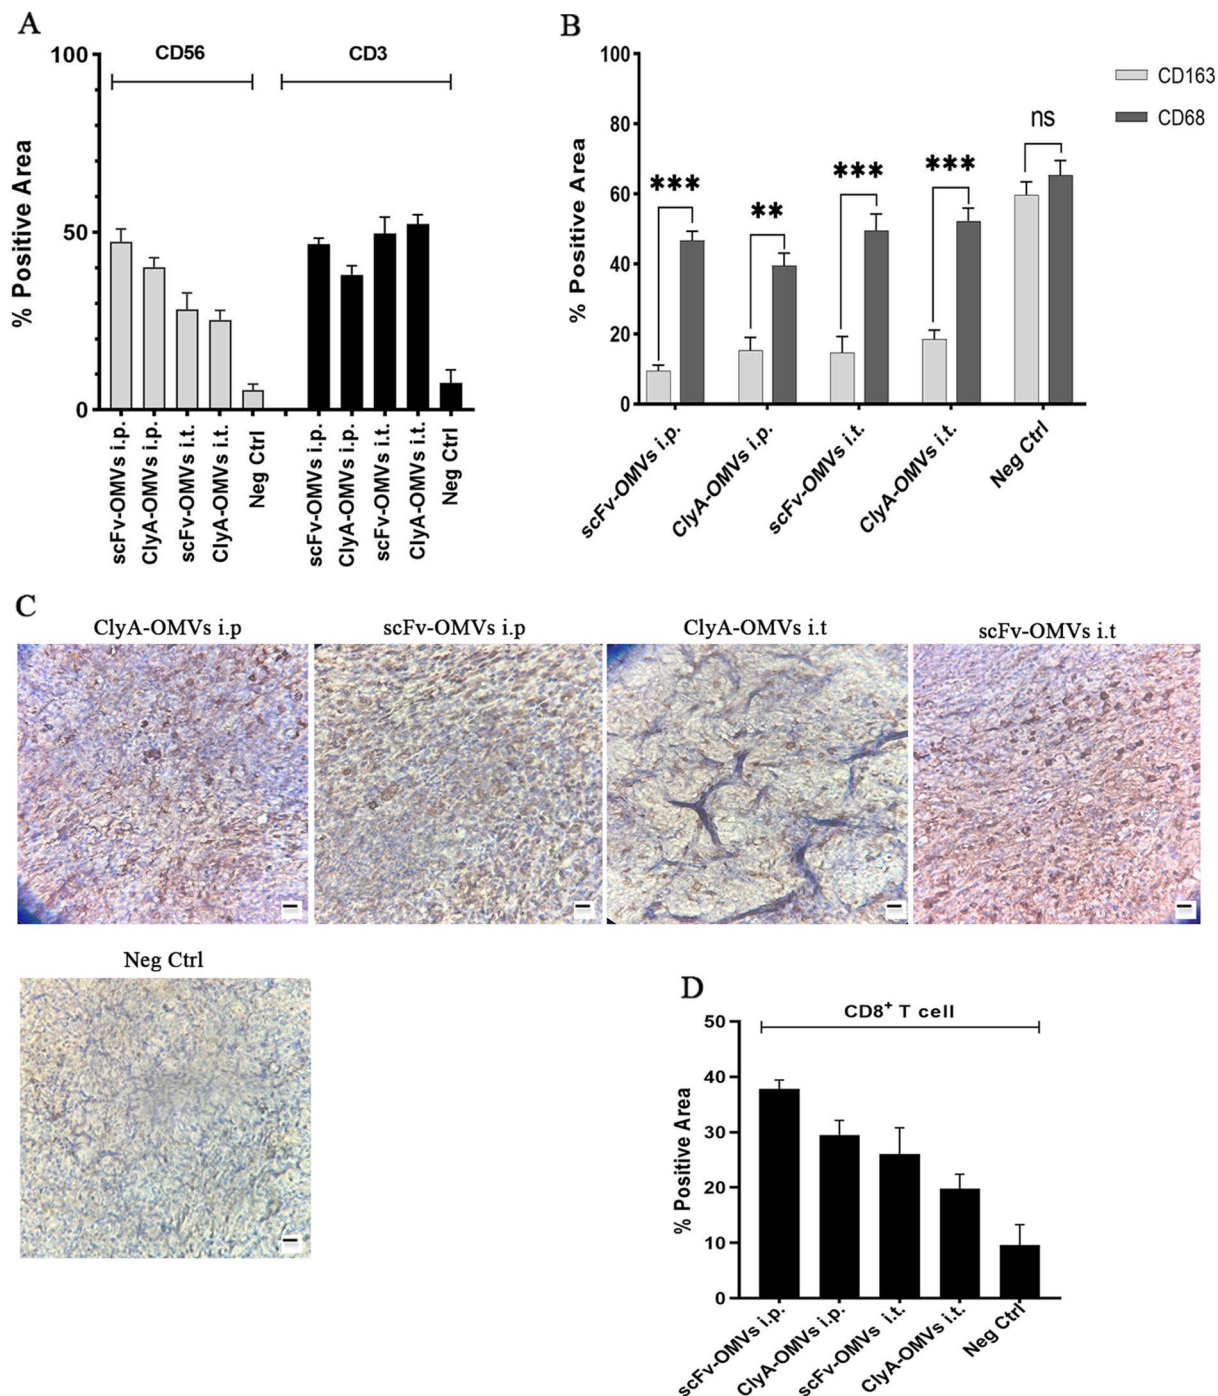 A
CD56
CD3
% Positive Area
100
50
0
scFv-OMVs i.p.
ClyA-OMVs i.p.
scFv-OMVs i.t.
ClyA-OMVs i.t.
Neg Ctrl
scFv-OMVs i.p.
ClyA-OMVs i.p.
scFv-OMVs i.t.
ClyA-OMVs i.t.
Neg Ctrl
B
% Positive Area
100
80
60
40
20
0
***
**
***
***
ns
CD163
CD68
scFv-OMVs i.p.
ClyA-OMVs i.p.
scFv-OMVs i.t.
ClyA-OMVs i.t.
Neg Ctrl
C
ClyA-OMVs i.p
scFv-OMVs i.p
ClyA-OMVs i.t
scFv-OMVs i.t
Neg Ctrl
D
CD8+ T cell
% Positive Area
50
40
30
20
10
0
scFv-OMVs i.p.
ClyA-OMVs i.p.
scFv-OMVs i.t.
ClyA-OMVs i.t.
Neg Ctrl